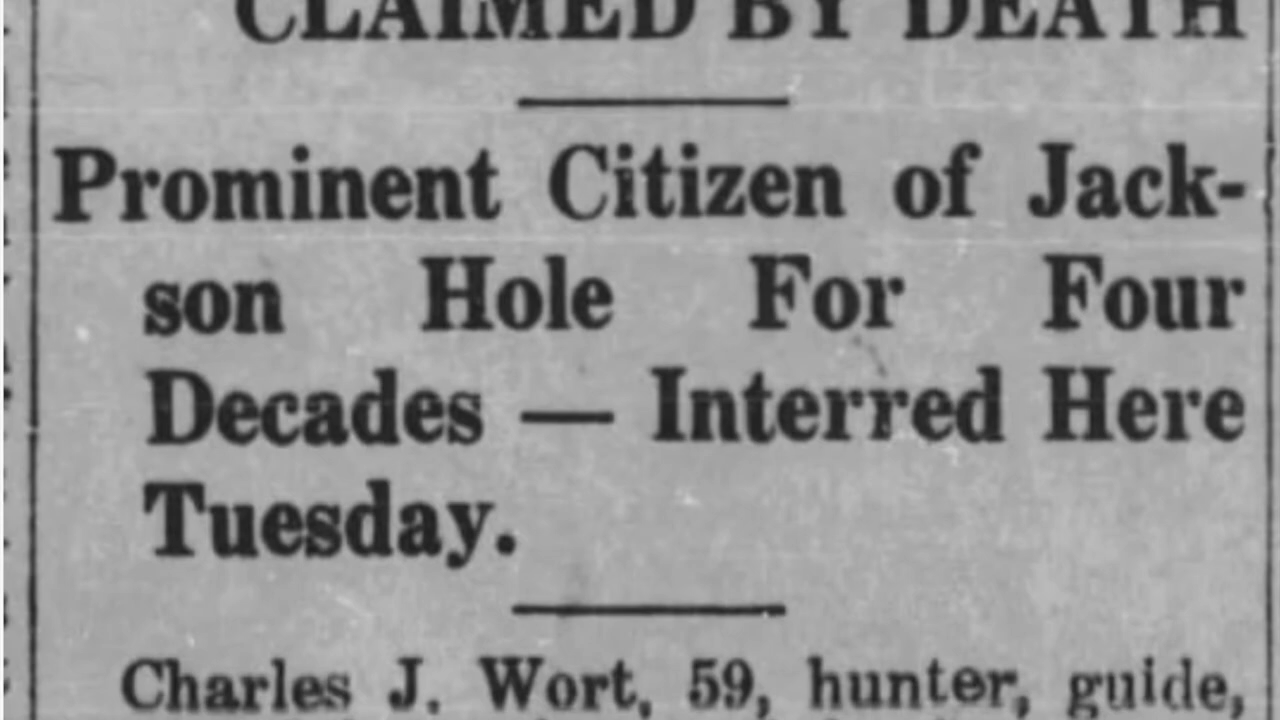 CLAIMED BY DEATH
Prominent Citizen of Jack-
son Hole For Four
Decades — Interred Here
Tuesday.
Charles J. Wort, 59, hunter, guide,